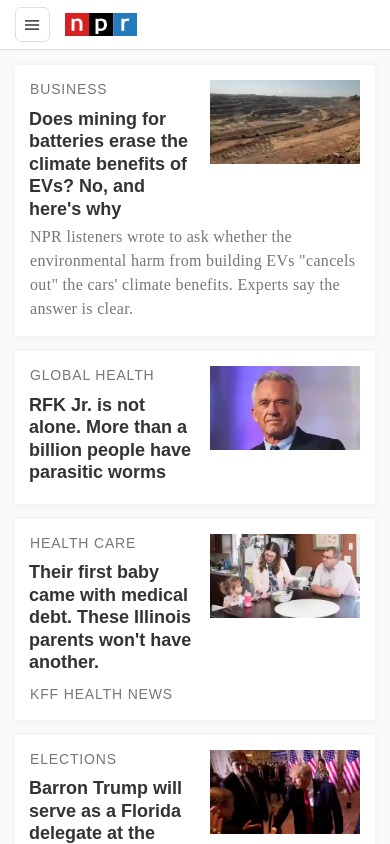 npr
BUSINESS
Does mining for
batteries erase the
climate benefits of
EVs? No, and
here's why
NPR listeners wrote to ask whether the
environmental harm from building EVs "cancels
out" the cars' climate benefits. Experts say the
answer is clear.
GLOBAL HEALTH
RFK Jr. is not
alone. More than a
billion people have
parasitic worms
HEALTH CARE
Their first baby
came with medical
debt. These Illinois
parents won't have
another.
KFF HEALTH NEWS
ELECTIONS
Barron Trump will
serve as a Florida
delegate at the